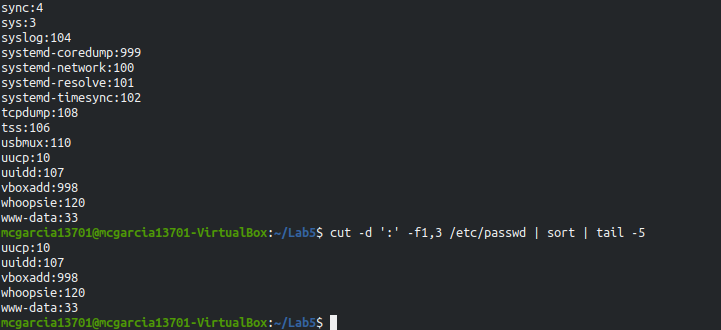 sync:4
sys:3
syslog:104
systemd-coredump:999
systemd-network:100
systemd-resolve:101
systemd-timesync:102
tcpdump:108
tss:106
usbmux:110
uucp:10
uuidd:107
vboxadd:998
whoopsie:120
www-data:33
mcgarcia13701@mcgarcia13701-VirtualBox:~/Lab5$ cut -d ':' -f1,3 /etc/passwd | sort | tail -5
uucp:10
uuidd:107
vboxadd:998
whoopsie:120
www-data:33
mcgarcia13701@mcgarcia13701-VirtualBox:~/Lab5$